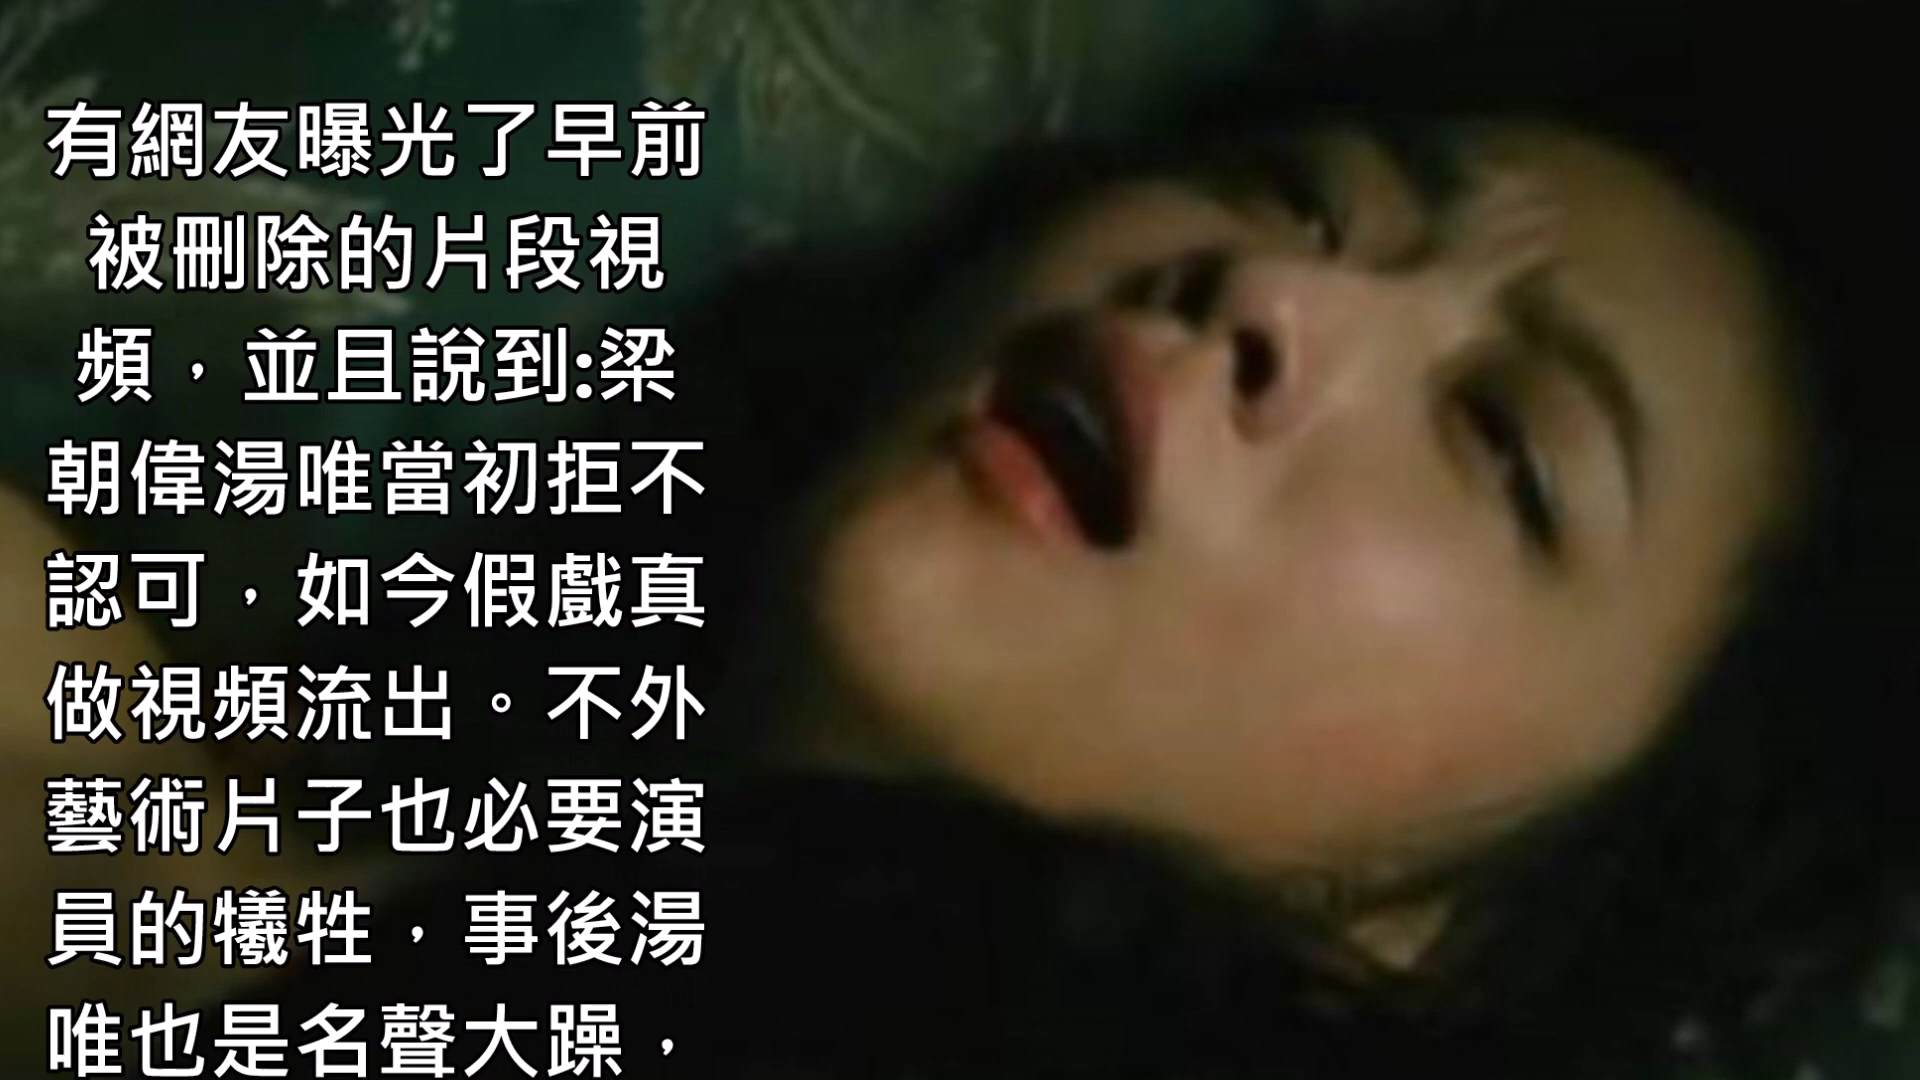 有網友曝光了早前
被刪除的片段視
頻，並且說到:梁
朝偉湯唯當初拒不
認可，如今假戲真
做視頻流出。不外
藝術片子也必要演
員的犧牲，事後湯
唯也是名聲大躁，